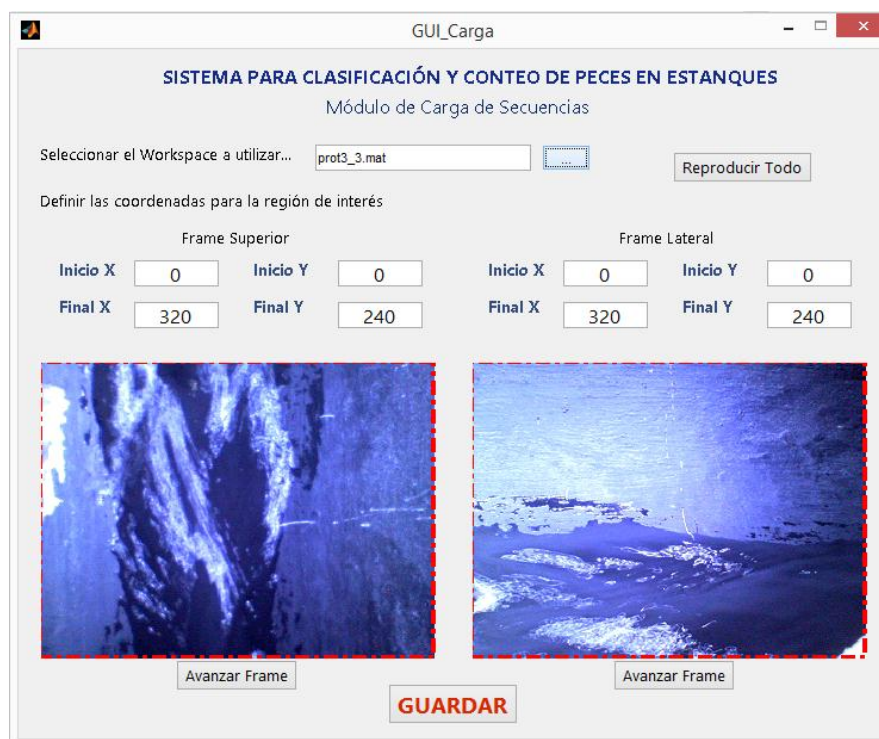 GUI_Carga
SISTEMA PARA CLASIFICACIÓN Y CONTEO DE PECES EN ESTANQUES
Módulo de Carga de Secuencias
Seleccionar el Workspace a utilizar... prot3_3.mat ... Reproducir Todo
Definir las coordenadas para la región de interés
Frame Superior Frame Lateral
Inicio X 0 Inicio Y 0 Inicio X 0 Inicio Y 0
Final X 320 Final Y 240 Final X 320 Final Y 240
Avanzar Frame Avanzar Frame
GUARDAR